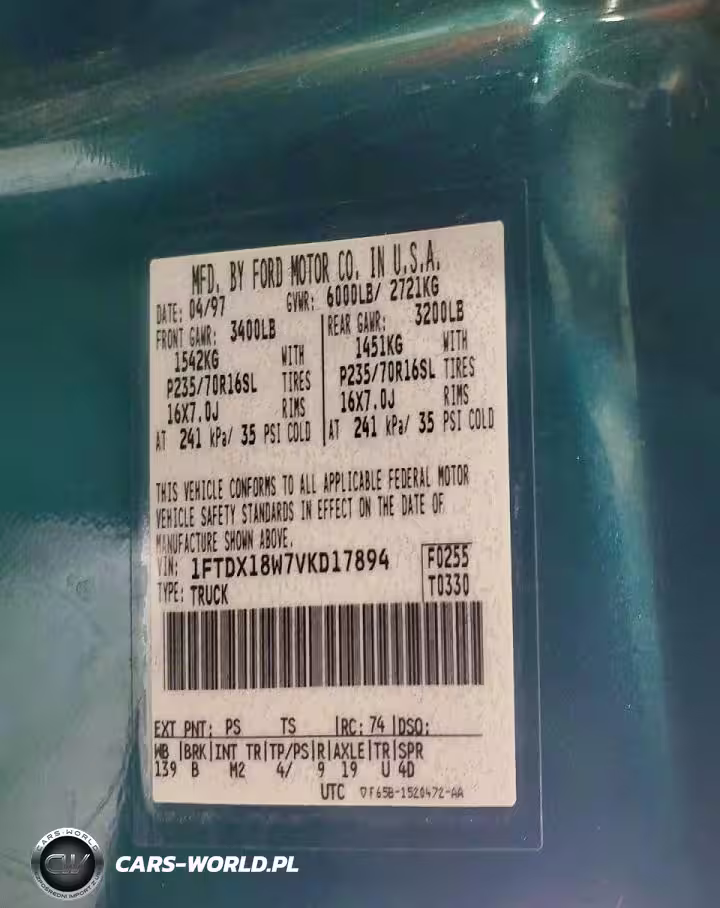 MFD. BY FORD MOTOR CO. IN U.S.A.
DATE: 04/97 GVWR: 6000LB/ 2721KG
FRONT GAWR: 3400LB REAR GAWR: 3200LB
1542KG WITH 1451KG WITH
P235/70R16SL TIRES P235/70R16SL TIRES
16X7.0J RIMS 16X7.0J RIMS
AT 241 kPa/ 35 PSI COLD AT 241 kPa/ 35 PSI COLD
THIS VEHICLE CONFORMS TO ALL APPLICABLE FEDERAL MOTOR
VEHICLE SAFETY STANDARDS IN EFFECT ON THE DATE OF
MANUFACTURE SHOWN ABOVE.
VIN: 1FTDX18W7VKD17894 F0255
TYPE: TRUCK T0330
EXT PNT: PS TS |RC: 74 |DSO:
WB |BRK|INT TR|TP/PS|R|AXLE|TR|SPR
139 B M2 4/ 9 19 U 4D
UTC ▽F65B-1520472-AA
CARS-WORLD
CW
CARS-WORLD.PL